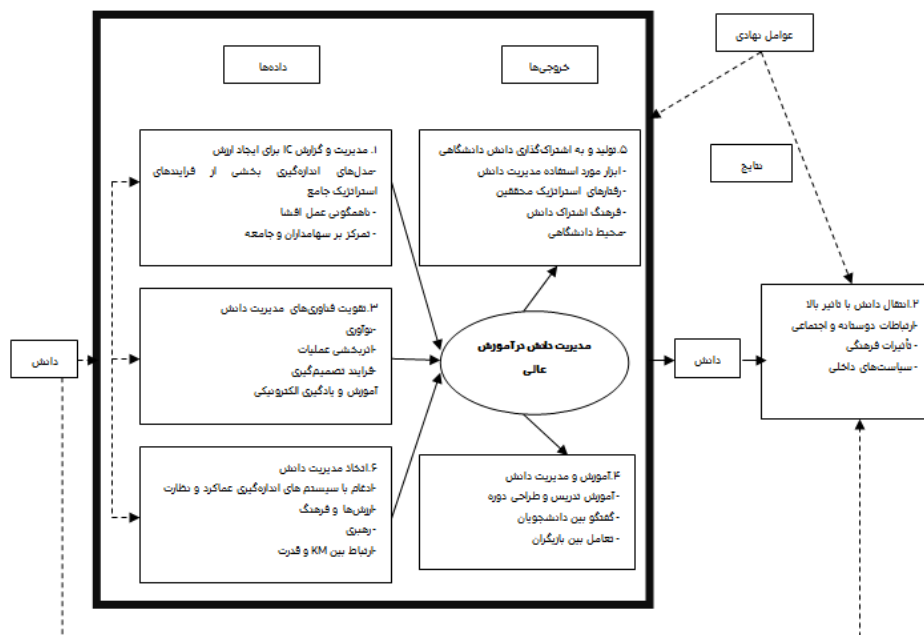 عوامل نهادی
خروجی‌ها
داده‌ها
نتایج
۱. مدیریت و گزارش IC برای ایجاد ارزش
-مدل‌های اندازه‌گیری بخشی از فرایندهای
استراتژیک جامع
- ناهمگونی عمل افشا
- تمرکز بر سهامداران و جامعه
۵.تولید و به اشتراک‌گذاری دانش دانشگاهی
- ابزار مورد استفاده مدیریت دانش
-رفتارهای استراتژیک محققین
- فرهنگ اشتراک دانش
-محیط دانشگاهی
۳.تقویت فناوری‌های مدیریت دانش
-نوآوری
-اثربخشی عملیات
-فرایند تصمیم‌گیری
آموزش و یادگیری الکترونیکی
مدیریت دانش در آموزش
عالی
دانش
دانش
۲.انتقال دانش با تاثیر بالا
-ارتباطات دوستانه و اجتماعی
- تأثیرات فرهنگی
- سیاست‌های داخلی
۶.اتخاذ مدیریت دانش
-ادغام با سیستم های اندازه‌گیری عماکرد و نظارت
-ارزش‌ها و فرهنگ
- رهبری
-ارتباط بین KM و قدرت
۴.آموزش و مدیریت دانش
- آموزش تدریس و طراحی دوره
- گفتگو بین دانشجویان
- تعامل بین بازیگران